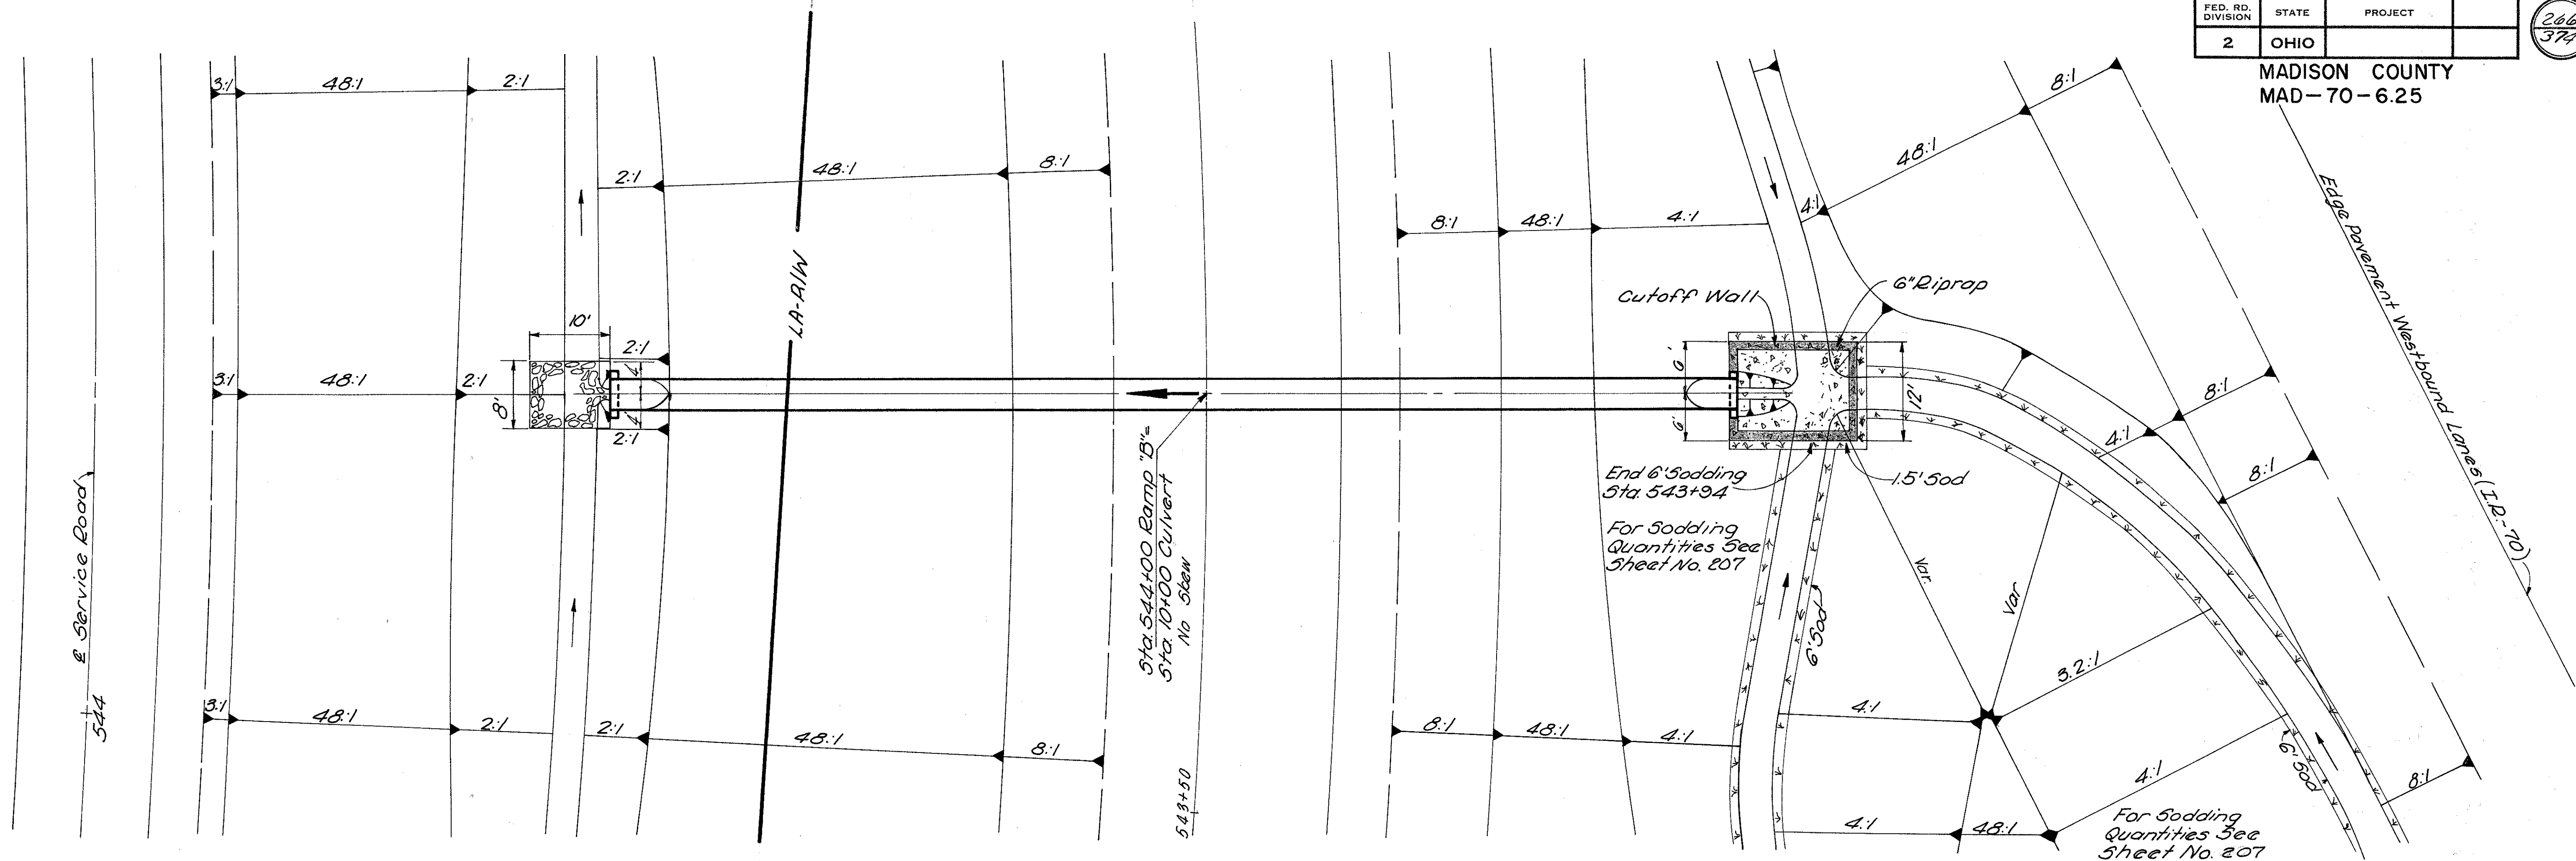 FED. RD. DIVISION STATE PROJECT
2 OHIO
266
374
MADISON COUNTY
MAD-70-6.25
3:1 48:1 2:1
2:1 48:1 8:1
8:1 48:1 4:1
4:1 48:1 8:1
LA-R/W
Edge pavement Westbound Lanes (I.R.-70)
Cutoff Wall
6" Riprap
10'
8'
2:1
4'
4'
2:1
3:1 48:1 2:1
6'
6'
12'
8:1
4:1
8:1
End 6' Sodding
Sta. 543+94
1.5' Sod
For Sodding
Quantities See
Sheet No. 207
Sta. 544+00 Ramp "B"=
Sta. 10+00 Culvert
No Skew
₵ Service Road
544
543+50
6' Sod
Var.
Var
3.2:1
3:1 48:1 2:1
2:1 48:1 8:1
8:1 48:1 4:1
4:1
4:1
6' Sod
8:1
4:1 48:1
For Sodding
Quantities See
Sheet No. 207